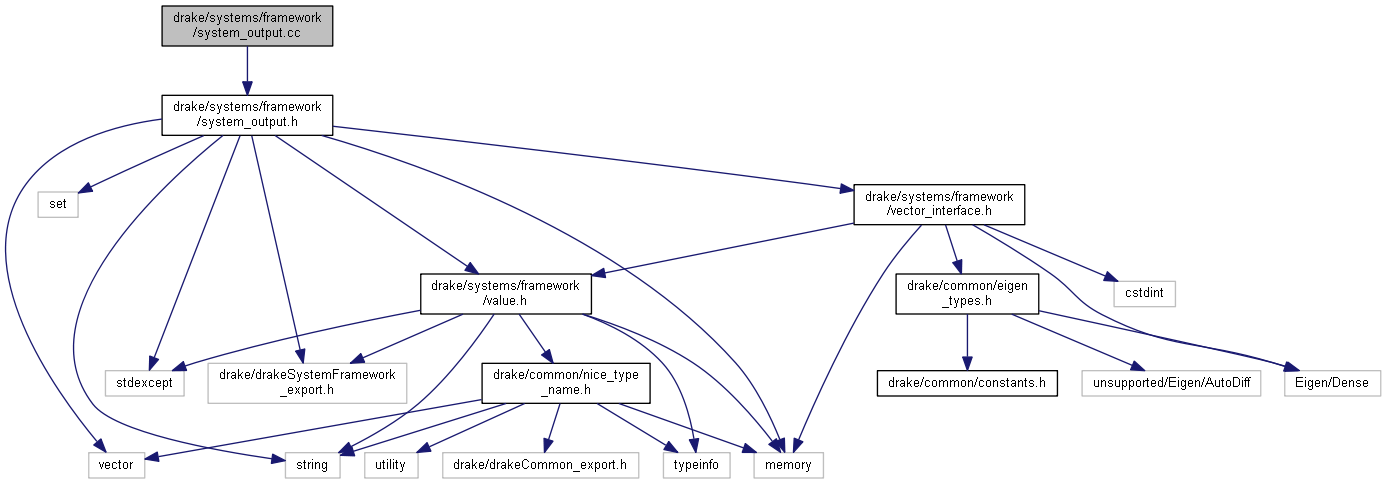 drake/systems/framework
/system_output.cc
drake/systems/framework
/system_output.h
set
drake/systems/framework
/vector_interface.h
drake/systems/framework
/value.h
drake/common/eigen
_types.h
cstdint
stdexcept
drake/drakeSystemFramework
_export.h
drake/common/nice_type
_name.h
drake/common/constants.h
unsupported/Eigen/AutoDiff
Eigen/Dense
vector
string
utility
drake/drakeCommon_export.h
typeinfo
memory